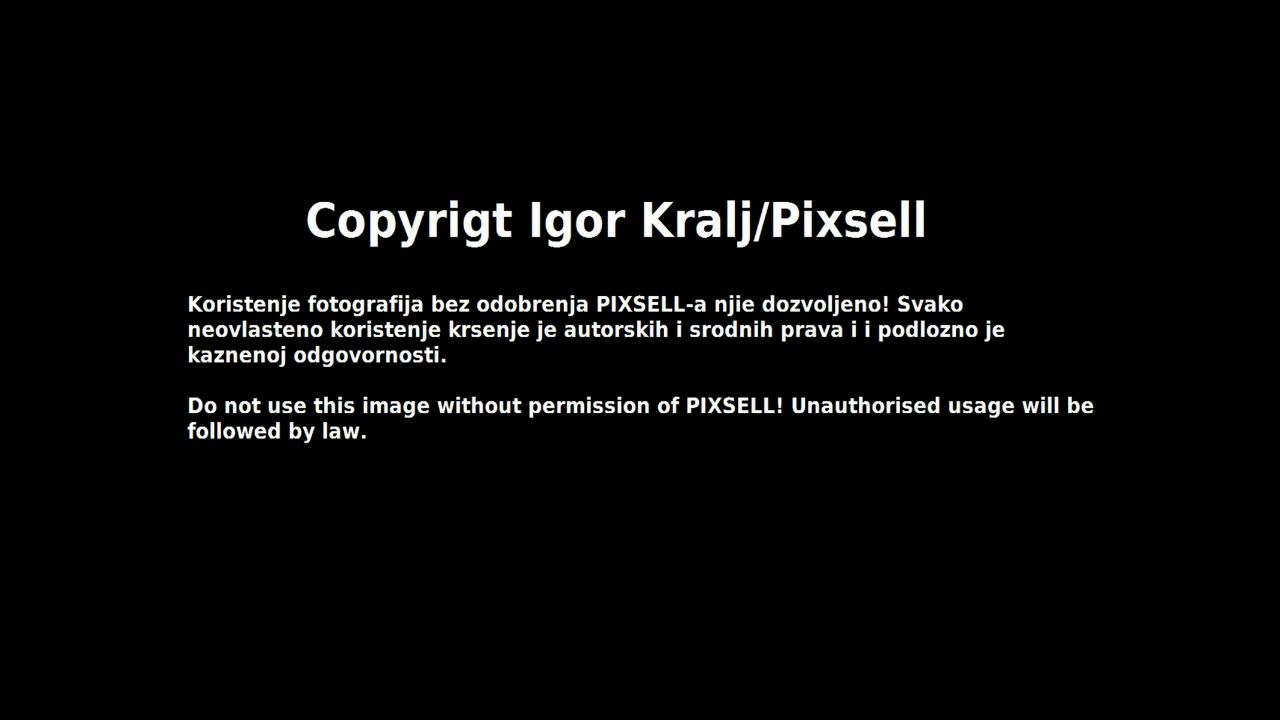 Copyrigt Igor Kralj/Pixsell
Koristenje fotografija bez odobrenja PIXSELL-a njie dozvoljeno! Svako
neovlasteno koristenje krsenje je autorskih i srodnih prava i i podlozno je
kaznenoj odgovornosti.
Do not use this image without permission of PIXSELL! Unauthorised usage will be
followed by law.